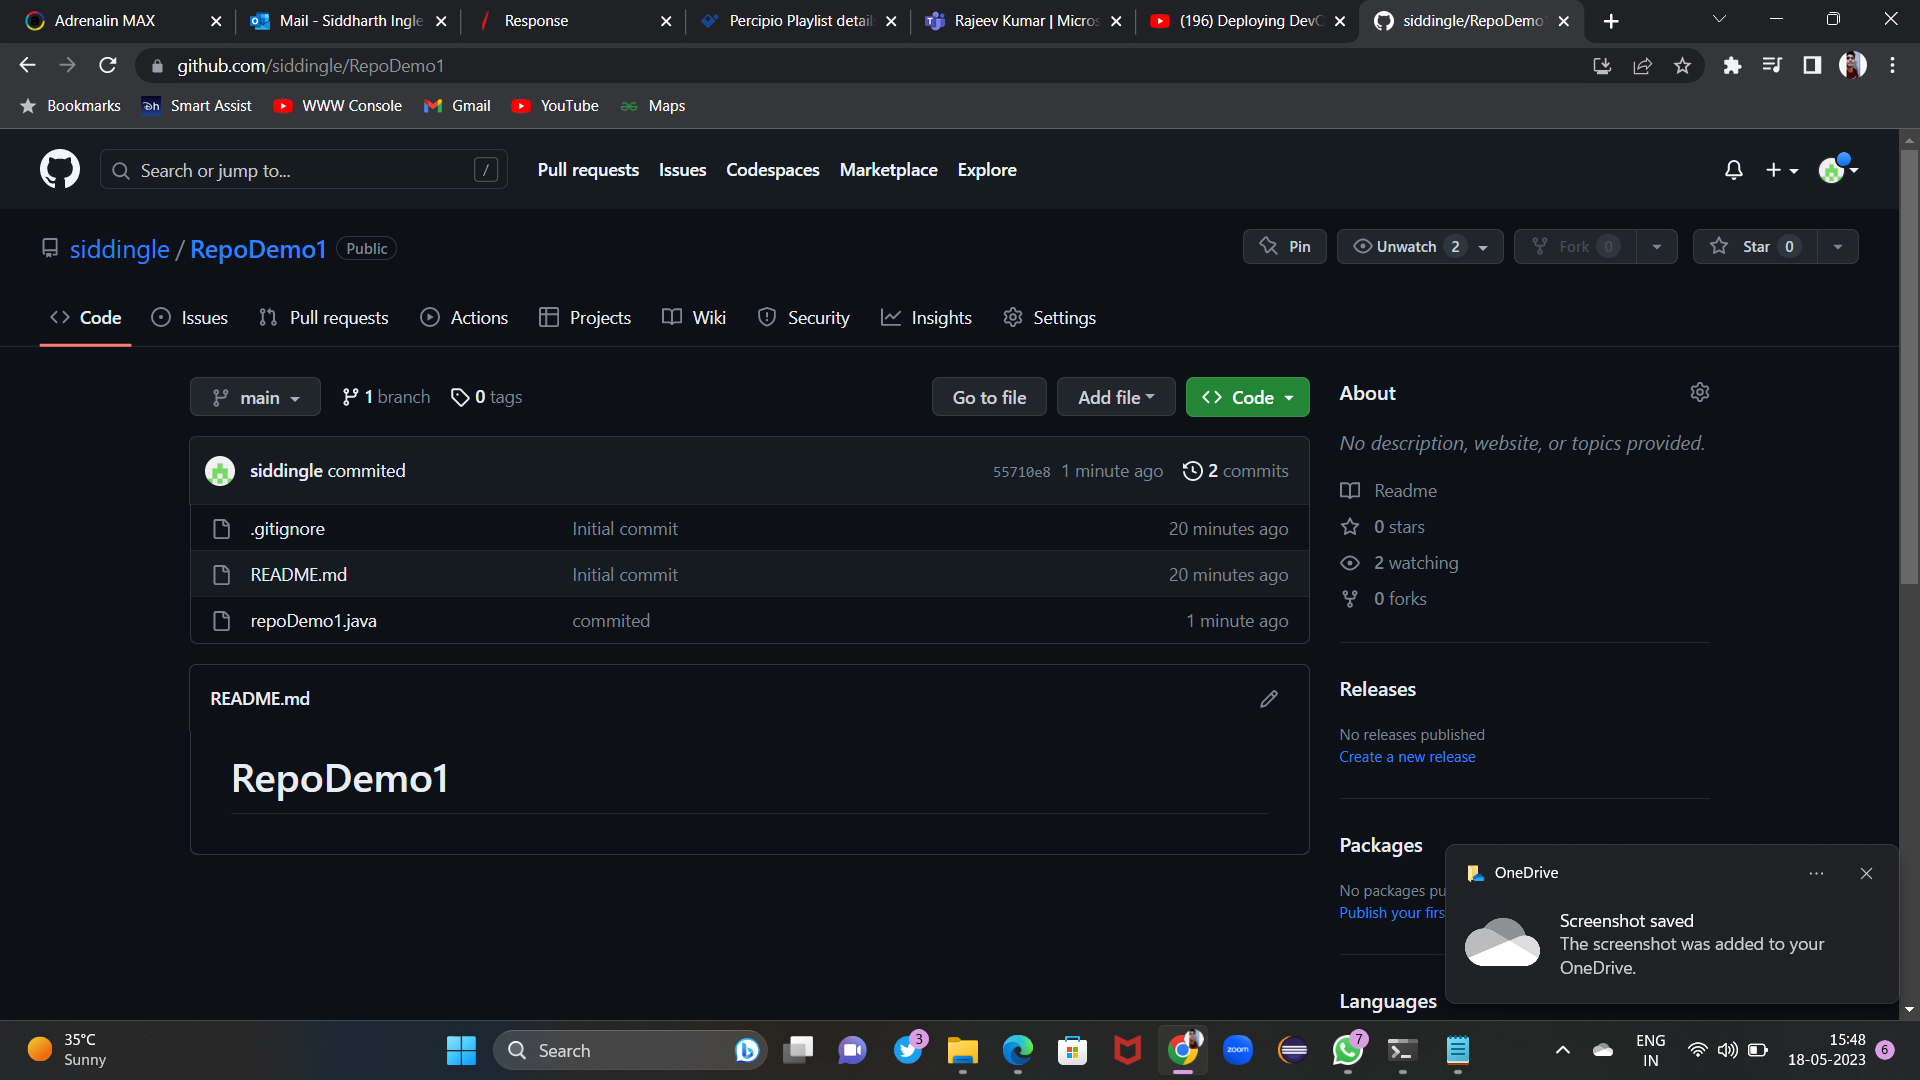 Adrenalin MAX
Mail - Siddharth Ingle
Response
Percipio Playlist detail
Rajeev Kumar | Micros
(196) Deploying DevO
siddingle/RepoDemo
github.com/siddingle/RepoDemo1
Bookmarks
Smart Assist
WWW Console
Gmail
YouTube
Maps
Search or jump to...
/
Pull requests
Issues
Codespaces
Marketplace
Explore
siddingle / RepoDemo1
Public
Pin
Unwatch 2
Fork 0
Star 0
Code
Issues
Pull requests
Actions
Projects
Wiki
Security
Insights
Settings
main
1 branch
0 tags
Go to file
Add file
Code
siddingle commited
55710e8 1 minute ago
2 commits
.gitignore Initial commit 20 minutes ago
README.md Initial commit 20 minutes ago
repoDemo1.java commited 1 minute ago
README.md
RepoDemo1
About
No description, website, or topics provided.
Readme
0 stars
2 watching
0 forks
Releases
No releases published
Create a new release
Packages
No packages pu
Publish your firs
Languages
OneDrive
Screenshot saved
The screenshot was added to your
OneDrive.
35°C
Sunny
Search
3
zoom
7
ENG
IN
15:48
18-05-2023
6